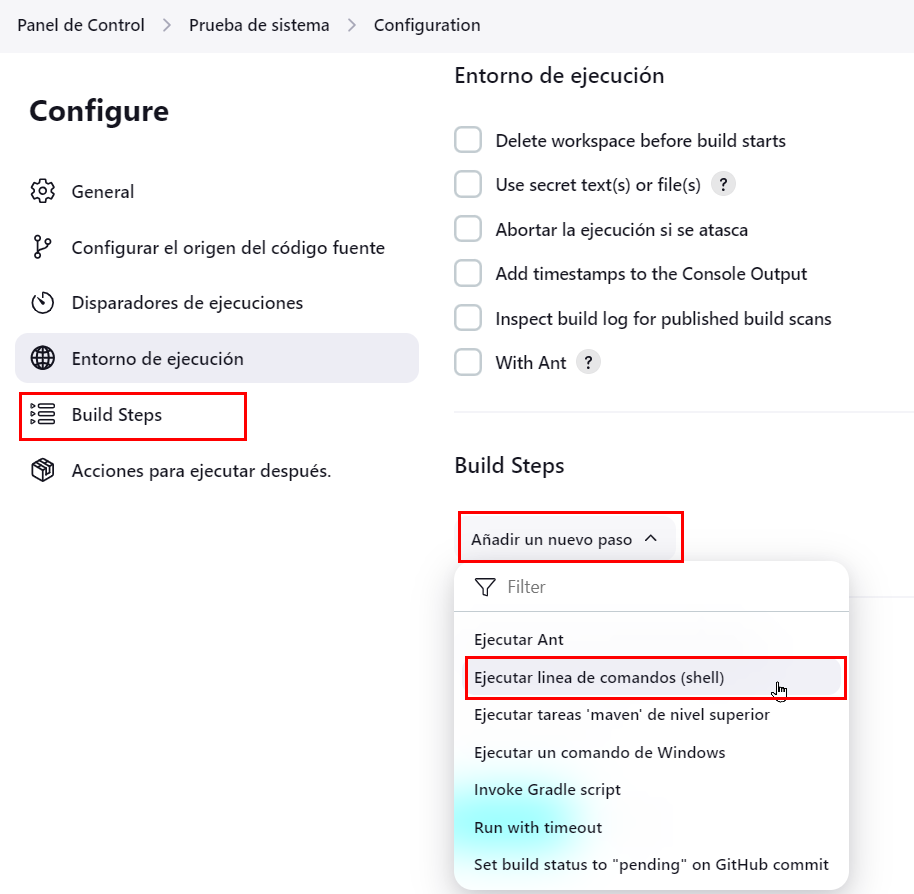 Panel de Control > Prueba de sistema > Configuration
Configure
General
Configurar el origen del código fuente
Disparadores de ejecuciones
Entorno de ejecución
Build Steps
Acciones para ejecutar después.
Entorno de ejecución
Delete workspace before build starts
Use secret text(s) or file(s) ?
Abortar la ejecución si se atasca
Add timestamps to the Console Output
Inspect build log for published build scans
With Ant ?
Build Steps
Añadir un nuevo paso
Filter
Ejecutar Ant
Ejecutar linea de comandos (shell)
Ejecutar tareas 'maven' de nivel superior
Ejecutar un comando de Windows
Invoke Gradle script
Run with timeout
Set build status to "pending" on GitHub commit